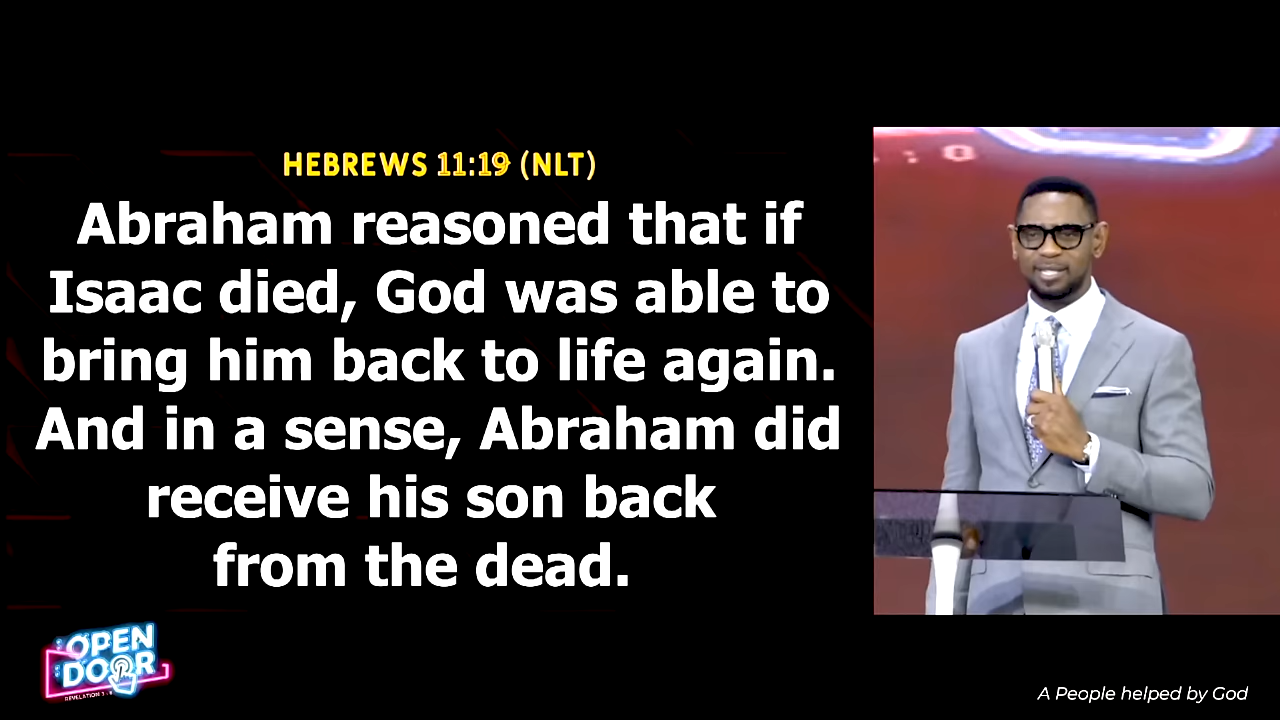 HEBREWS 11:19 (NLT)
Abraham reasoned that if
Isaac died, God was able to
bring him back to life again.
And in a sense, Abraham did
receive his son back
from the dead.
OPEN
DOOR
A People helped by God